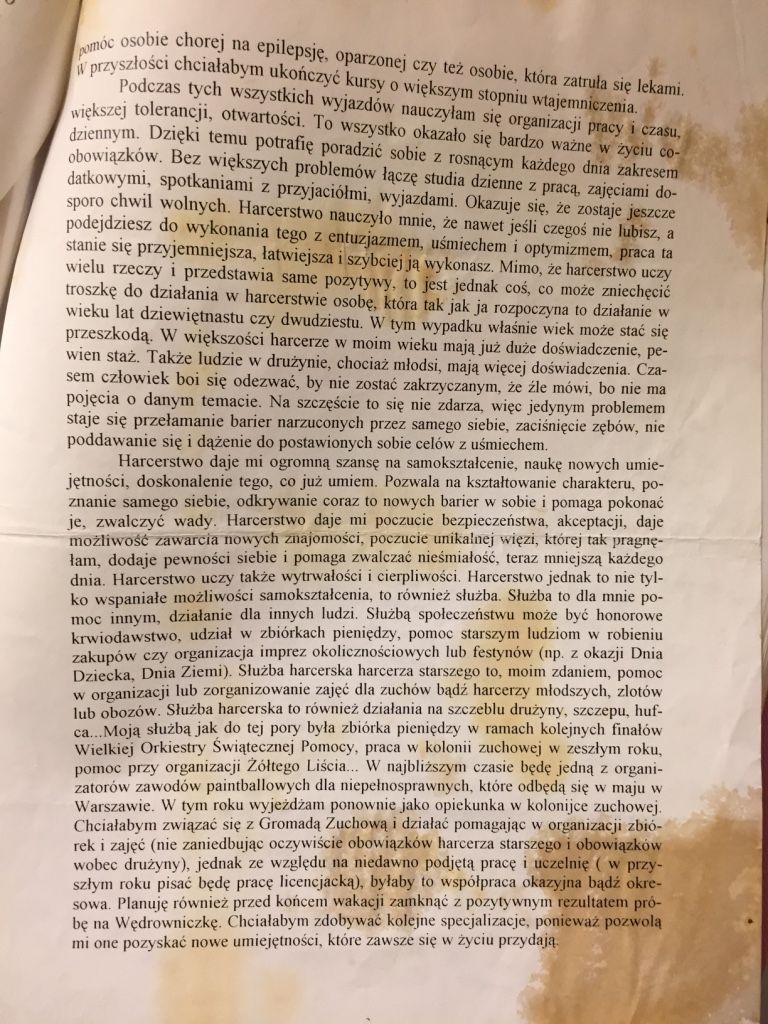 pomóc osobie chorej na epilepsję, oparzonej czy też osobie, która zatruła się lekami.
W przyszłości chciałabym ukończyć kursy o większym stopniu wtajemniczenia.
Podczas tych wszystkich wyjazdów nauczyłam się organizacji pracy i czasu,
większej tolerancji, otwartości. To wszystko okazało się bardzo ważne w życiu co-
dziennym. Dzięki temu potrafię poradzić sobie z rosnącym każdego dnia zakresem
obowiązków. Bez większych problemów łączę studia dzienne z pracą, zajęciami do-
datkowymi, spotkaniami z przyjaciółmi, wyjazdami. Okazuje się, że zostaje jeszcze
sporo chwil wolnych. Harcerstwo nauczyło mnie, że nawet jeśli czegoś nie lubisz, a
podejdziesz do wykonania tego z entuzjazmem, uśmiechem i optymizmem, praca ta
stanie się przyjemniejsza, łatwiejsza i szybciej ją wykonasz. Mimo, że harcerstwo uczy
wielu rzeczy i przedstawia same pozytywy, to jest jednak coś, co może zniechęcić
troszkę do działania w harcerstwie osobę, która tak jak ja rozpoczyna to działanie w
wieku lat dziewiętnastu czy dwudziestu. W tym wypadku właśnie wiek może stać się
przeszkodą. W większości harcerze w moim wieku mają już duże doświadczenie, pe-
wien staż. Także ludzie w drużynie, chociaż młodsi, mają więcej doświadczenia. Cza-
sem człowiek boi się odezwać, by nie zostać zakrzyczanym, że źle mówi, bo nie ma
pojęcia o danym temacie. Na szczęście to się nie zdarza, więc jedynym problemem
staje się przełamanie barier narzuconych przez samego siebie, zaciśnięcie zębów, nie
poddawanie się i dążenie do postawionych sobie celów z uśmiechem.
Harcerstwo daje mi ogromną szansę na samokształcenie, naukę nowych umie-
jętności, doskonalenie tego, co już umiem. Pozwala na kształtowanie charakteru, po-
znanie samego siebie, odkrywanie coraz to nowych barier w sobie i pomaga pokonać
je, zwalczyć wady. Harcerstwo daje mi poczucie bezpieczeństwa, akceptacji, daje
możliwość zawarcia nowych znajomości, poczucie unikalnej więzi, której tak pragnę-
łam, dodaje pewności siebie i pomaga zwalczać nieśmiałość, teraz mniejszą każdego
dnia. Harcerstwo uczy także wytrwałości i cierpliwości. Harcerstwo jednak to nie tyl-
ko wspaniałe możliwości samokształcenia, to również służba. Służba to dla mnie po-
moc innym, działanie dla innych ludzi. Służbą społeczeństwu może być honorowe
krwiodawstwo, udział w zbiórkach pieniędzy, pomoc starszym ludziom w robieniu
zakupów czy organizacja imprez okolicznościowych lub festynów (np. z okazji Dnia
Dziecka, Dnia Ziemi). Służba harcerska harcerza starszego to, moim zdaniem, pomoc
w organizacji lub zorganizowanie zajęć dla zuchów bądź harcerzy młodszych, zlotów
lub obozów. Służba harcerska to również działania na szczeblu drużyny, szczepu, huf-
ca...Moją służbą jak do tej pory była zbiórka pieniędzy w ramach kolejnych finałów
Wielkiej Orkiestry Świątecznej Pomocy, praca w kolonii zuchowej w zeszłym roku,
pomoc przy organizacji Żółtego Liścia... W najbliższym czasie będę jedną z organi-
zatorów zawodów paintballowych dla niepełnosprawnych, które odbędą się w maju w
Warszawie. W tym roku wyjeżdżam ponownie jako opiekunka w kolonijce zuchowej.
Chciałabym związać się z Gromadą Zuchową i działać pomagając w organizacji zbió-
rek i zajęć (nie zaniedbując oczywiście obowiązków harcerza starszego i obowiązków
wobec drużyny), jednak ze względu na niedawno podjętą pracę i uczelnię ( w przy-
szłym roku pisać będę pracę licencjacką), byłaby to współpraca okazyjna bądź okre-
sowa. Planuję również przed końcem wakacji zamknąć z pozytywnym rezultatem pró-
bę na Wędrowniczkę. Chciałabym zdobywać kolejne specjalizacje, ponieważ pozwolą
mi one pozyskać nowe umiejętności, które zawsze się w życiu przydają.